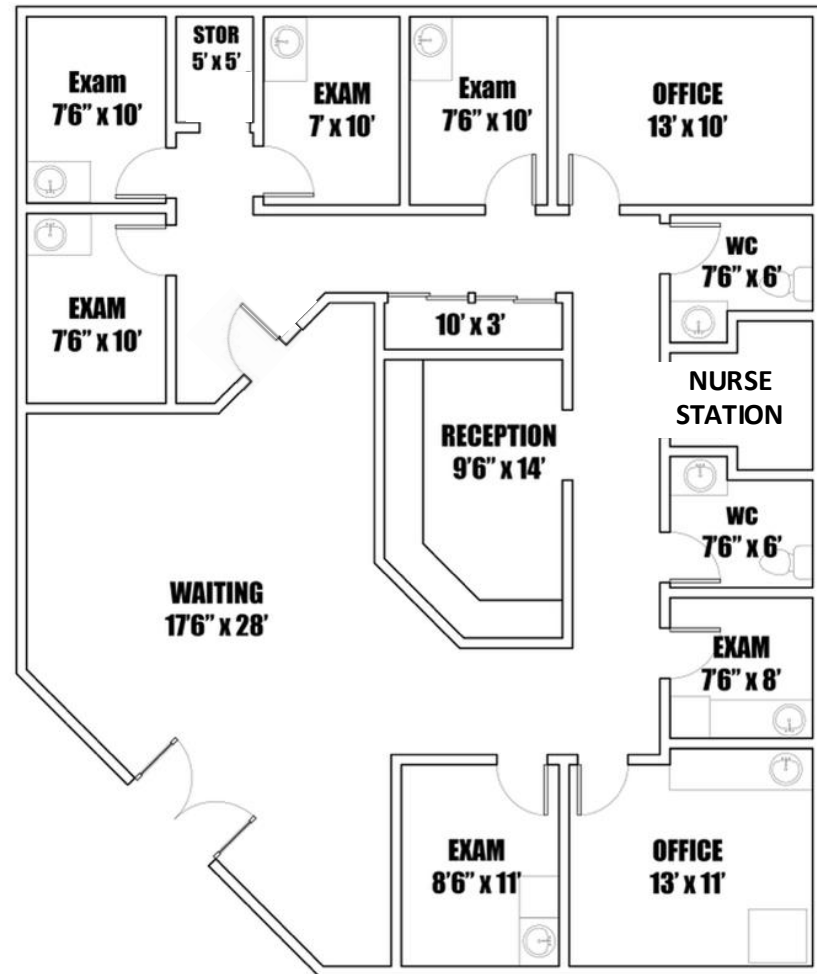 STOR
5' x 5'
Exam
7'6” x 10'
EXAM
7' x 10'
Exam
7'6” x 10'
OFFICE
13' x 10'
WC
7'6” x 6'
EXAM
7'6” x 10'
10' x 3'
NURSE
STATION
RECEPTION
9'6” x 14'
WC
7'6” x 6'
WAITING
17'6” x 28'
EXAM
7'6” x 8'
EXAM
8'6” x 11'
OFFICE
13' x 11'